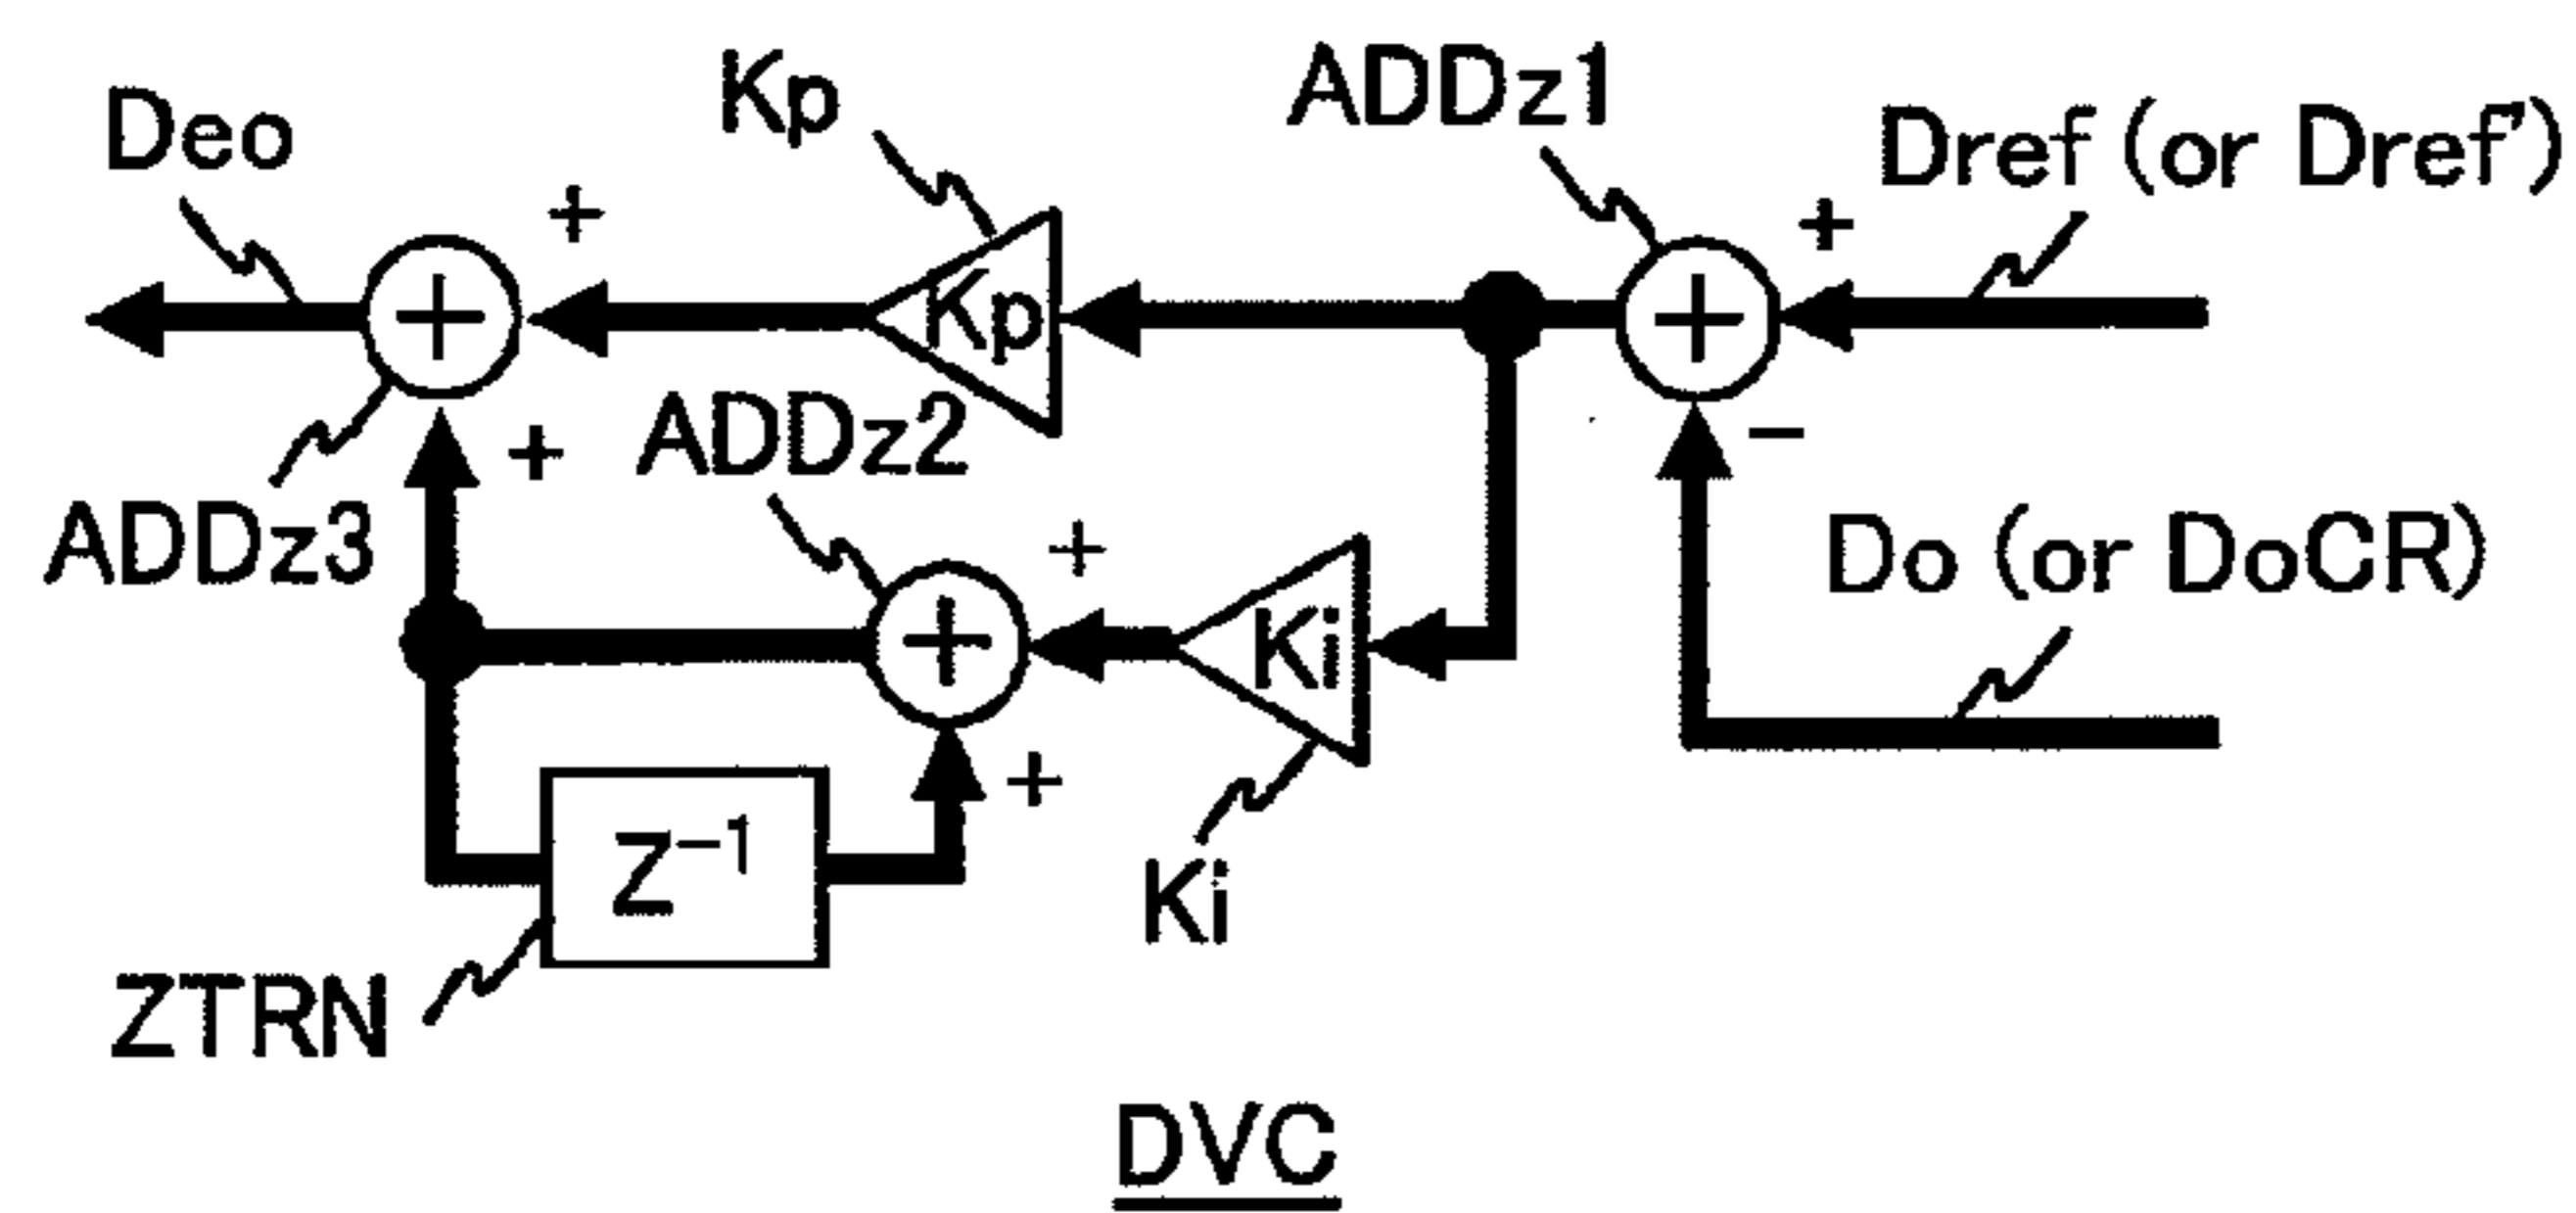 Deo
Kp
ADDz1
Dref (or Dref')
+
+
+
Kp
+
ADDz3
+
ADDz2
−
+
+
Ki
Do (or DoCR)
+
Z⁻¹
Ki
ZTRN
DVC